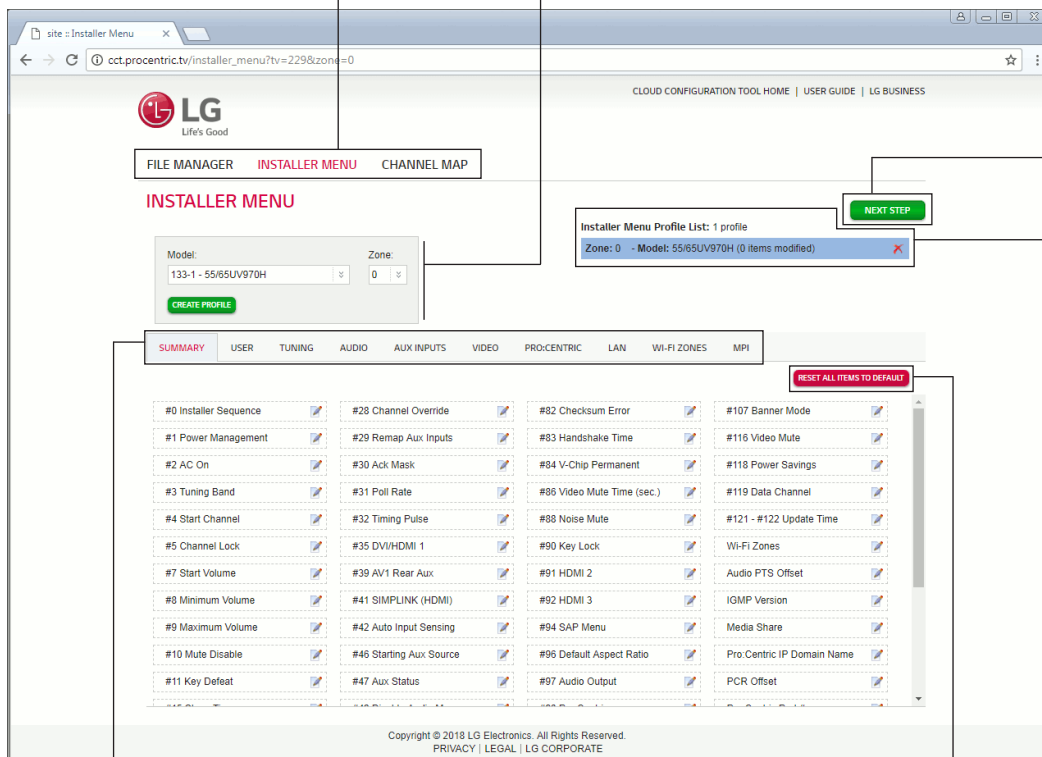 site :: Installer Menu
cct.procentric.tv/installer_menu?tv=229&zone=0
CLOUD CONFIGURATION TOOL HOME | USER GUIDE | LG BUSINESS
LG
Life's Good
FILE MANAGER INSTALLER MENU CHANNEL MAP
INSTALLER MENU
NEXT STEP
Installer Menu Profile List: 1 profile
Zone: 0 - Model: 55/65UV970H (0 items modified)
Model: Zone:
133-1 - 55/65UV970H 0
CREATE PROFILE
SUMMARY USER TUNING AUDIO AUX INPUTS VIDEO PRO:CENTRIC LAN WI-FI ZONES MPI
RESET ALL ITEMS TO DEFAULT
#0 Installer Sequence #28 Channel Override #82 Checksum Error #107 Banner Mode
#1 Power Management #29 Remap Aux Inputs #83 Handshake Time #116 Video Mute
#2 AC On #30 Ack Mask #84 V-Chip Permanent #118 Power Savings
#3 Tuning Band #31 Poll Rate #86 Video Mute Time (sec.) #119 Data Channel
#4 Start Channel #32 Timing Pulse #88 Noise Mute #121 - #122 Update Time
#5 Channel Lock #35 DVI/HDMI 1 #90 Key Lock Wi-Fi Zones
#7 Start Volume #39 AV1 Rear Aux #91 HDMI 2 Audio PTS Offset
#8 Minimum Volume #41 SIMPLINK (HDMI) #92 HDMI 3 IGMP Version
#9 Maximum Volume #42 Auto Input Sensing #94 SAP Menu Media Share
#10 Mute Disable #46 Starting Aux Source #96 Default Aspect Ratio Pro:Centric IP Domain Name
#11 Key Defeat #47 Aux Status #97 Audio Output PCR Offset
Copyright © 2018 LG Electronics. All Rights Reserved.
PRIVACY | LEGAL | LG CORPORATE